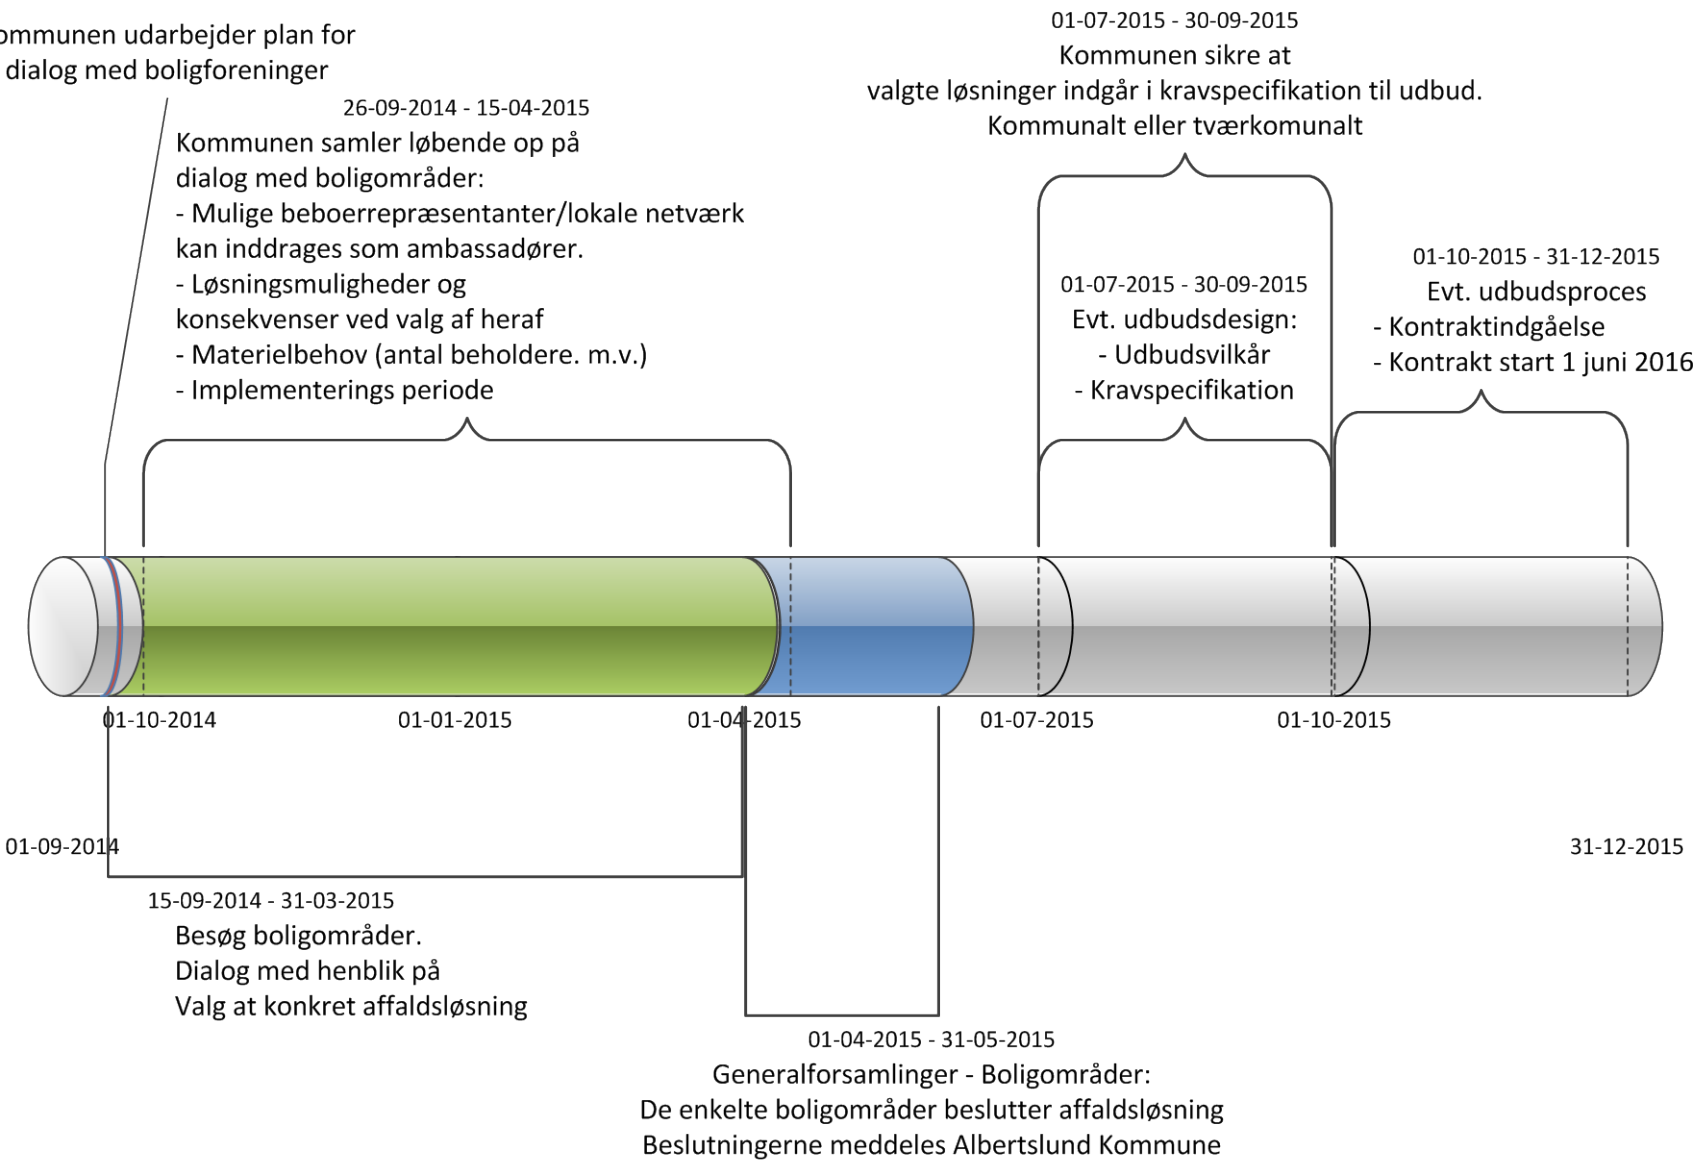 ommunen udarbejder plan for
dialog med boligforeninger
26-09-2014 - 15-04-2015
Kommunen samler løbende op på
dialog med boligområder:
- Mulige beboerrepræsentanter/lokale netværk
kan inddrages som ambassadører.
- Løsningsmuligheder og
konsekvenser ved valg af heraf
- Materielbehov (antal beholdere. m.v.)
- Implementerings periode
01-07-2015 - 30-09-2015
Kommunen sikre at
valgte løsninger indgår i kravspecifikation til udbud.
Kommunalt eller tværkomunalt
01-07-2015 - 30-09-2015
Evt. udbudsdesign:
- Udbudsvilkår
- Kravspecifikation
01-10-2015 - 31-12-2015
Evt. udbudsproces
- Kontraktindgåelse
- Kontrakt start 1 juni 2016
01-10-2014
01-01-2015
01-04-2015
01-07-2015
01-10-2015
01-09-2014
31-12-2015
15-09-2014 - 31-03-2015
Besøg boligområder.
Dialog med henblik på
Valg at konkret affaldsløsning
01-04-2015 - 31-05-2015
Generalforsamlinger - Boligområder:
De enkelte boligområder beslutter affaldsløsning
Beslutningerne meddeles Albertslund Kommune